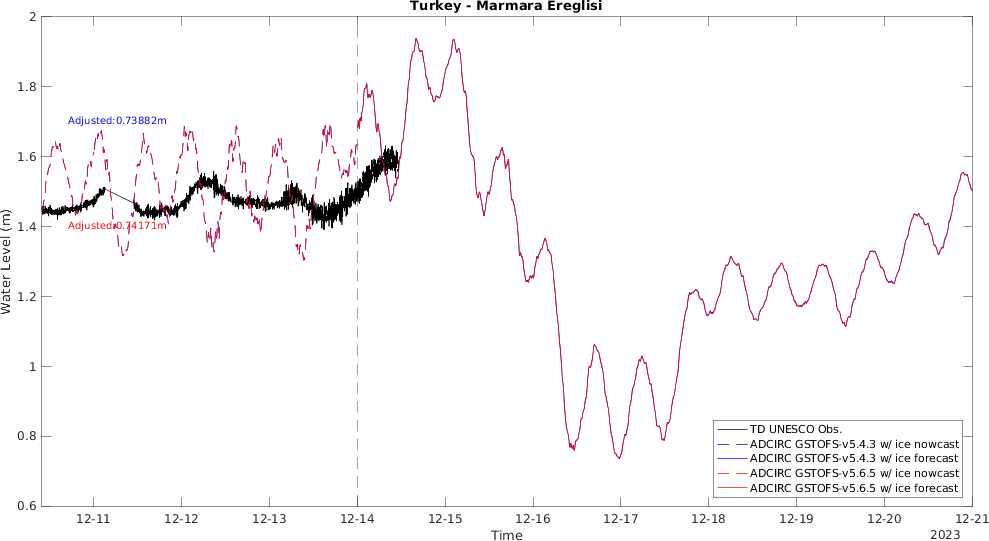 Turkey - Marmara Ereglisi
2
1.8
1.6
1.4
1.2
1
0.8
0.6
Water Level (m)
Adjusted:0.73882m
Adjusted:0.74171m
TD UNESCO Obs.
ADCIRC GSTOFS-v5.4.3 w/ ice nowcast
ADCIRC GSTOFS-v5.4.3 w/ ice forecast
ADCIRC GSTOFS-v5.6.5 w/ ice nowcast
ADCIRC GSTOFS-v5.6.5 w/ ice forecast
12-11 12-12 12-13 12-14 12-15 12-16 12-17 12-18 12-19 12-20 12-21
Time
2023